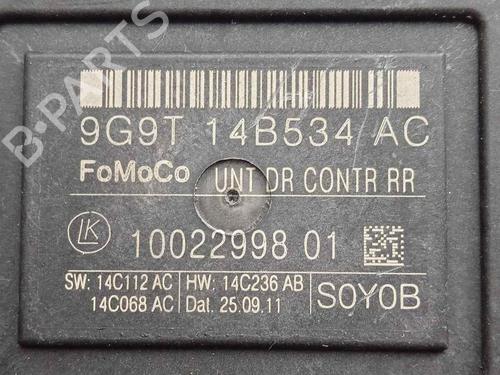 B-PARTS
9G9T 14B534 AC
FoMoCo UNT DR CONTR RR
LK 10022998 01
SW: 14C112 AC HW: 14C236 AB
14C068 AC Dat. 25.09.11 S0Y0B